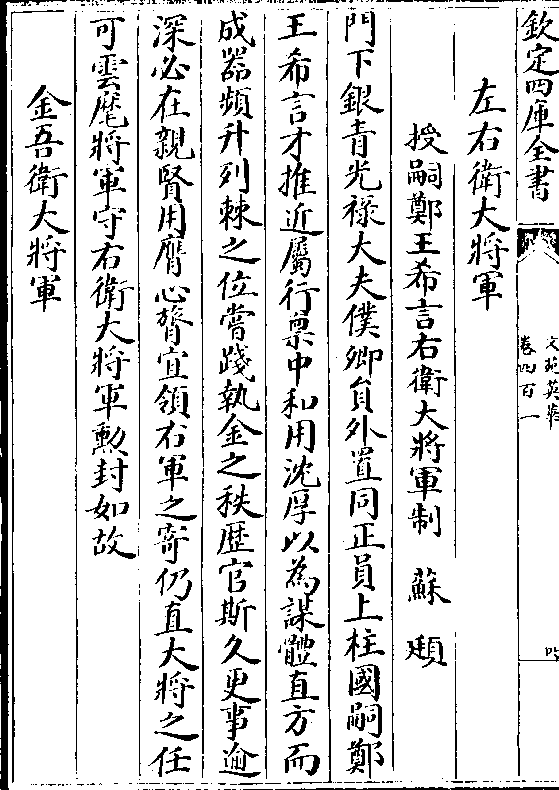 欽定四庫全書
文苑英華
卷四百一
左右衛大將軍
授嗣鄭王希言右衛大將軍制　蘇頲
門下銀青光祿大夫僕卿貟外置同正員上柱國嗣鄭
王希言才推近屬行稟中和用沈厚以為謀體直方而
成器頻升列棘之位嘗踐執金之秩歴官斯久更事逾
深必在親賢用膺心膂宜領右軍之寄仍直大將之任
可雲麾將軍守右衛大將軍勲封如故
金吾衛大將軍